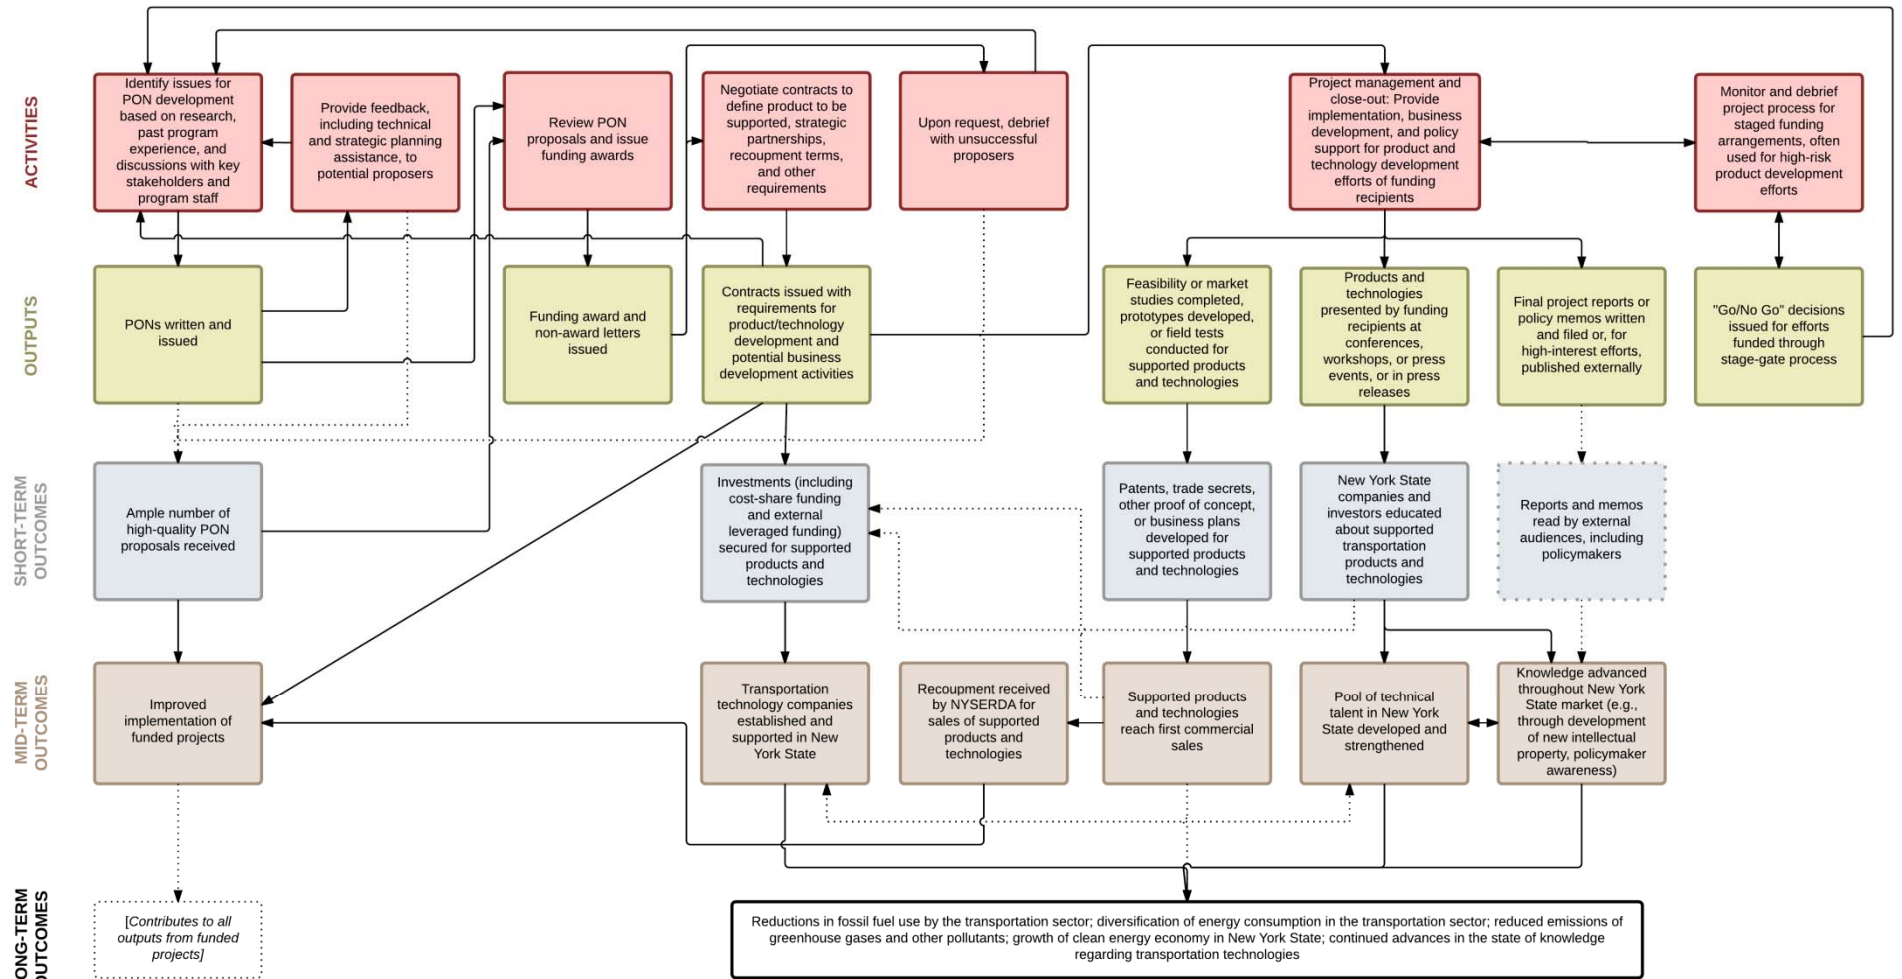 ACTIVITIES
Identify issues for
PON development
based on research,
past program
experience, and
discussions with key
stakeholders and
program staff
Provide feedback,
including technical
and strategic planning
assistance, to
potential proposers
Review PON
proposals and issue
funding awards
Negotiate contracts to
define product to be
supported, strategic
partnerships,
recoupment terms,
and other
requirements
Upon request, debrief
with unsuccessful
proposers
Project management and
close-out: Provide
implementation, business
development, and policy
support for product and
technology development
efforts of funding
recipients
Monitor and debrief
project process for
staged funding
arrangements, often
used for high-risk
product development
efforts
OUTPUTS
PONs written and
issued
Funding award and
non-award letters
issued
Contracts issued with
requirements for
product/technology
development and
potential business
development activities
Feasibility or market
studies completed,
prototypes developed,
or field tests
conducted for
supported products
and technologies
Products and
technologies
presented by funding
recipients at
conferences,
workshops, or press
events, or in press
releases
Final project reports or
policy memos written
and filed or, for
high-interest efforts,
published externally
"Go/No Go" decisions
issued for efforts
funded through
stage-gate process
SHORT-TERM
OUTCOMES
Ample number of
high-quality PON
proposals received
Investments (including
cost-share funding
and external
leveraged funding)
secured for supported
products and
technologies
Patents, trade secrets,
other proof of concept,
or business plans
developed for
supported products
and technologies
New York State
companies and
investors educated
about supported
transportation
products and
technologies
Reports and memos
read by external
audiences, including
policymakers
MID-TERM
OUTCOMES
Improved
implementation of
funded projects
Transportation
technology companies
established and
supported in New
York State
Recoupment received
by NYSERDA for
sales of supported
products and
technologies
Supported products
and technologies
reach first commercial
sales
Pool of technical
talent in New York
State developed and
strengthened
Knowledge advanced
throughout New York
State market (e.g.,
through development
of new intellectual
property, policymaker
awareness)
ONG-TERM
OUTCOMES
[Contributes to all
outputs from funded
projects]
Reductions in fossil fuel use by the transportation sector; diversification of energy consumption in the transportation sector; reduced emissions of
greenhouse gases and other pollutants; growth of clean energy economy in New York State; continued advances in the state of knowledge
regarding transportation technologies